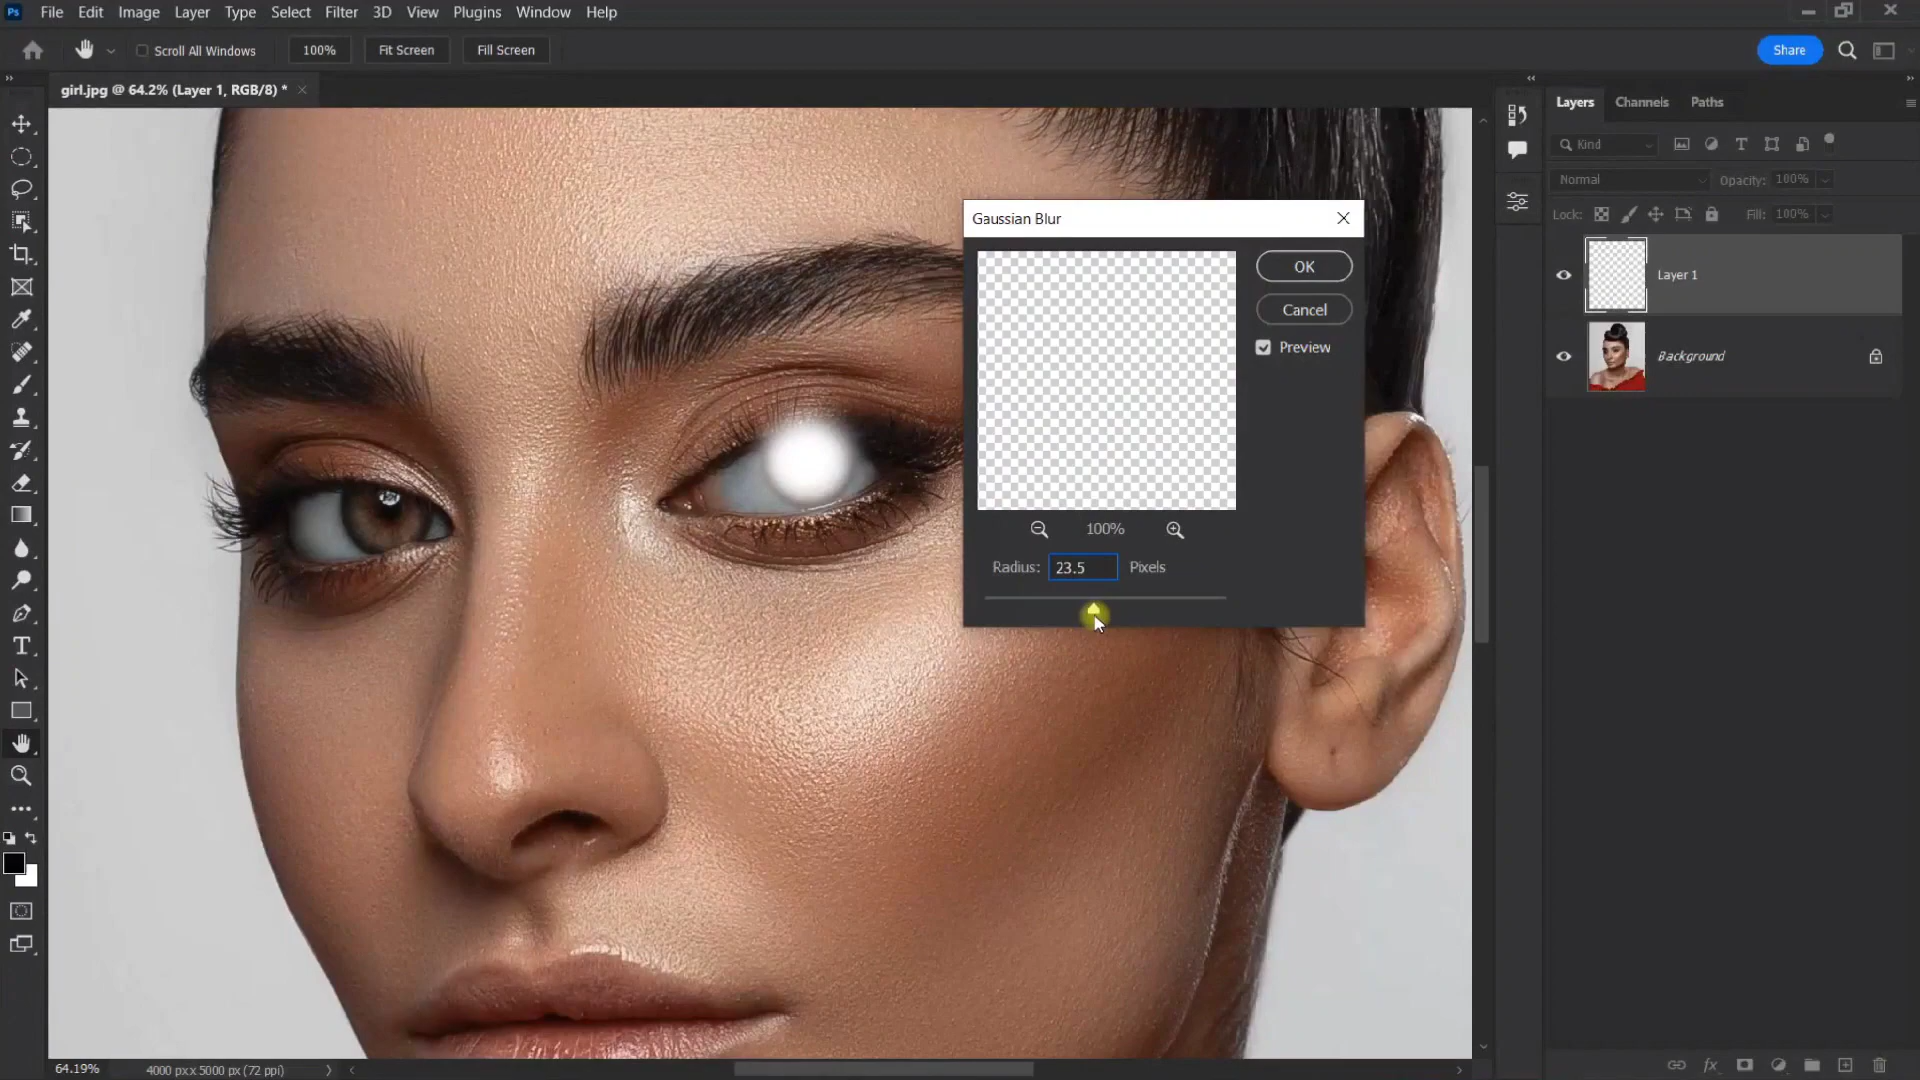 Ps File Edit Image Layer Type Select Filter 3D View Plugins Window Help
Scroll All Windows 100% Fit Screen Fill Screen Share
girl.jpg @ 64.2% (Layer 1, RGB/8) *
Layers Channels Paths
Kind
Normal Opacity: 100%
Lock: Fill: 100%
Layer 1
Background
Gaussian Blur
OK
Cancel
Preview
100%
Radius: 23.5 Pixels
T
64.19% 4000 px x 5000 px (72 ppi)
fx